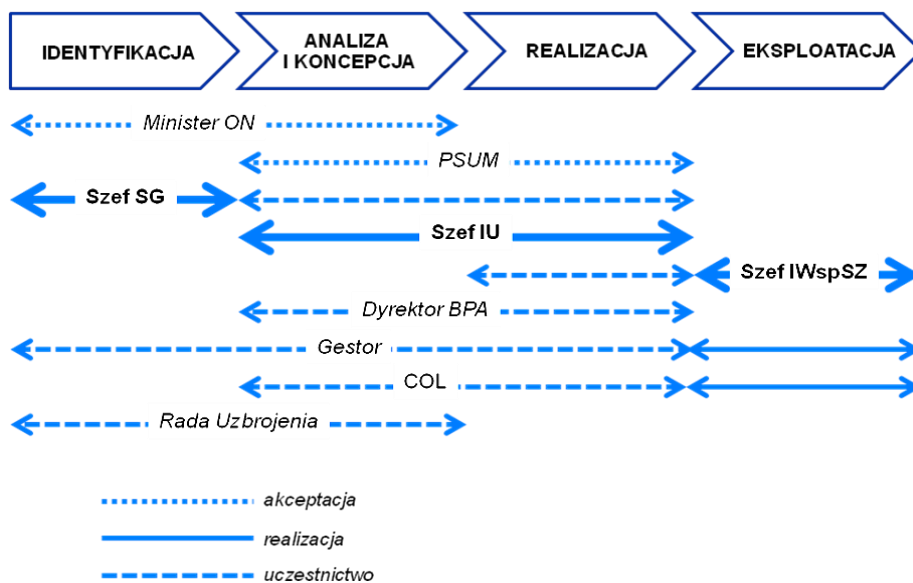 IDENTYFIKACJA
ANALIZA
I KONCEPCJA
REALIZACJA
EKSPLOATACJA
Minister ON
PSUM
Szef SG
Szef IU
Szef IWspSZ
Dyrektor BPA
Gestor
COL
Rada Uzbrojenia
akceptacja
realizacja
uczestnictwo